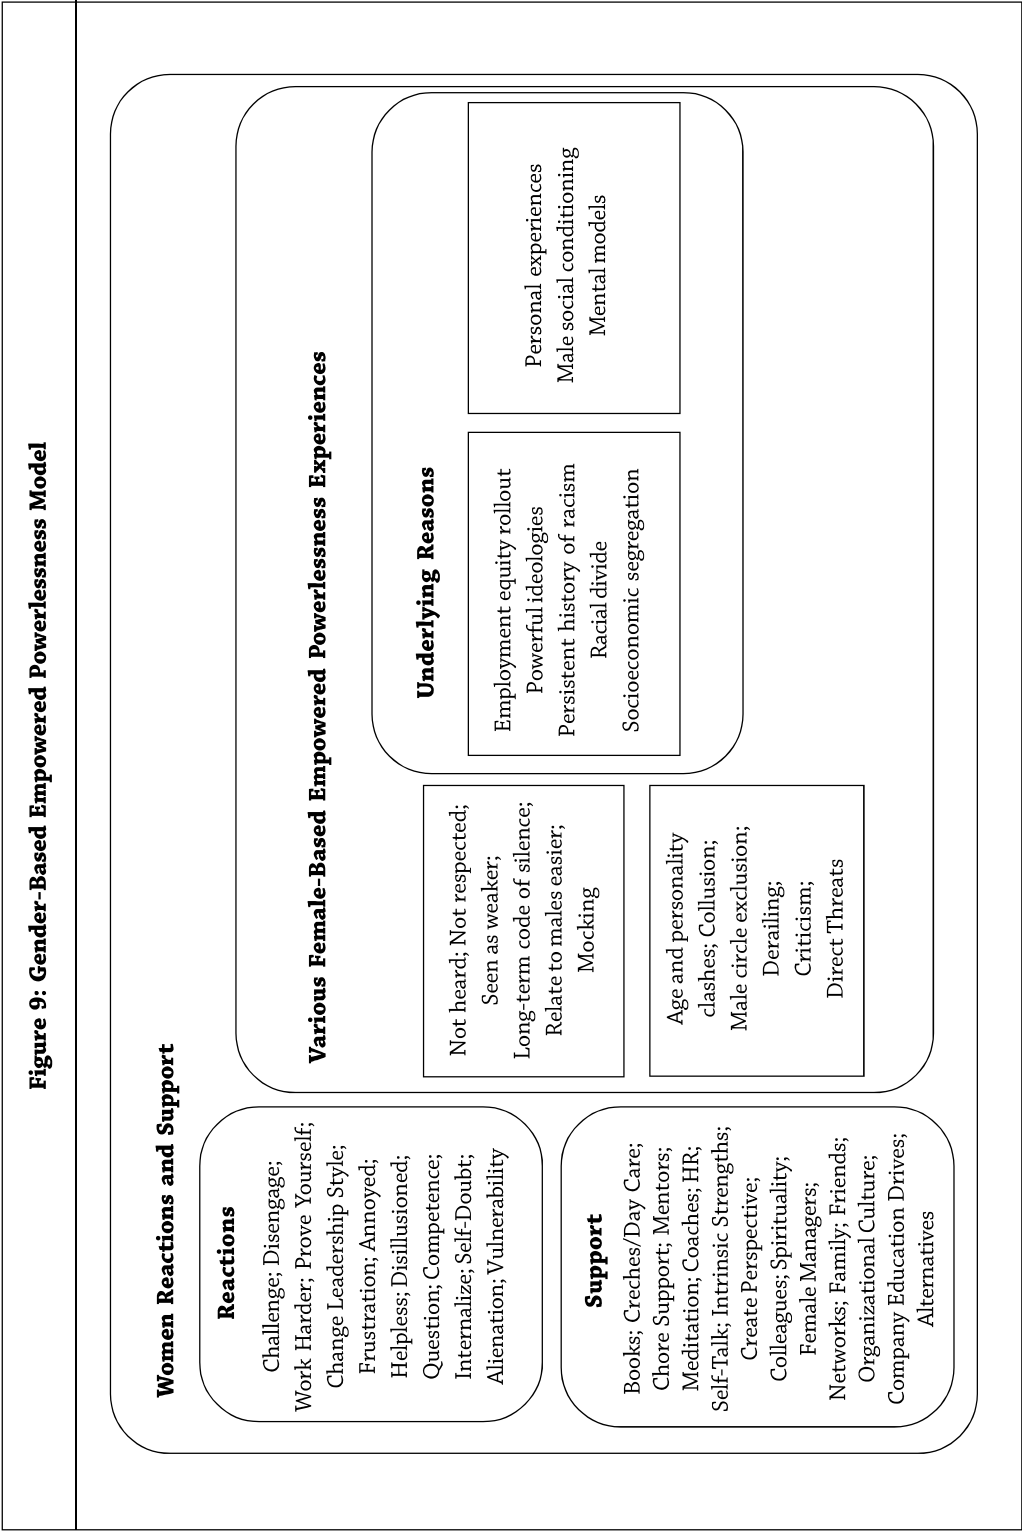 Figure 9: Gender-Based Empowered Powerlessness Model
Women Reactions and Support
Reactions
Challenge; Disengage;
Work Harder; Prove Yourself;
Change Leadership Style;
Frustration; Annoyed;
Helpless; Disillusioned;
Question; Competence;
Internalize; Self-Doubt;
Alienation; Vulnerability
Support
Books; Creches/Day Care;
Chore Support; Mentors;
Meditation; Coaches; HR;
Self-Talk; Intrinsic Strengths;
Create Perspective;
Colleagues; Spirituality;
Female Managers;
Networks; Family; Friends;
Organizational Culture;
Company Education Drives;
Alternatives
Various Female-Based Empowered Powerlessness Experiences
Not heard; Not respected;
Seen as weaker;
Long-term code of silence;
Relate to males easier;
Mocking
Age and personality
clashes; Collusion;
Male circle exclusion;
Derailing;
Criticism;
Direct Threats
Underlying Reasons
Employment equity rollout
Powerful ideologies
Persistent history of racism
Racial divide
Socioeconomic segregation
Personal experiences
Male social conditioning
Mental models